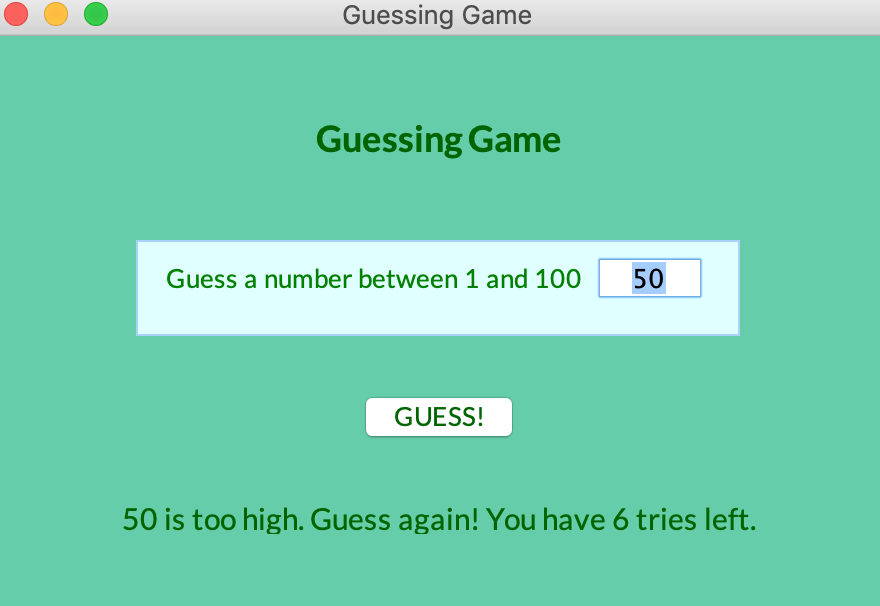 Guessing Game
Guessing Game
Guess a number between 1 and 100 50
GUESS!
50 is too high. Guess again! You have 6 tries left.